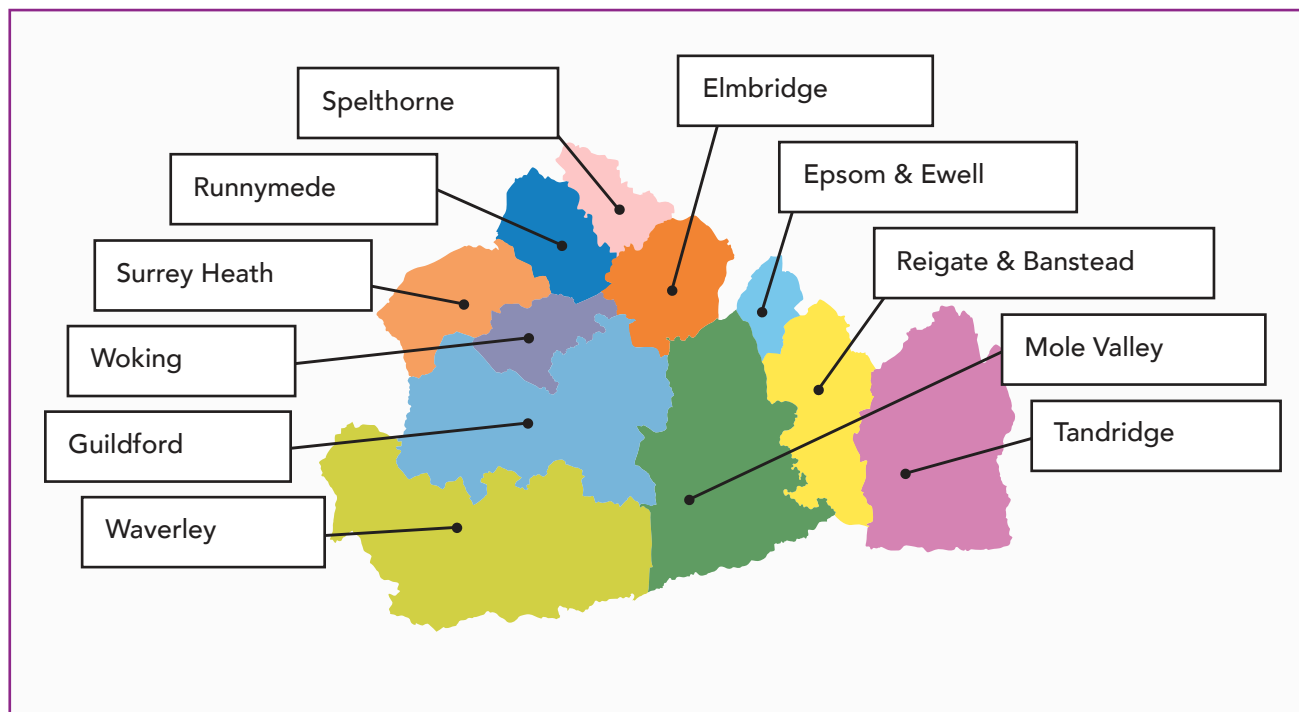 Spelthorne
Elmbridge
Runnymede
Epsom & Ewell
Surrey Heath
Reigate & Banstead
Woking
Mole Valley
Guildford
Tandridge
Waverley